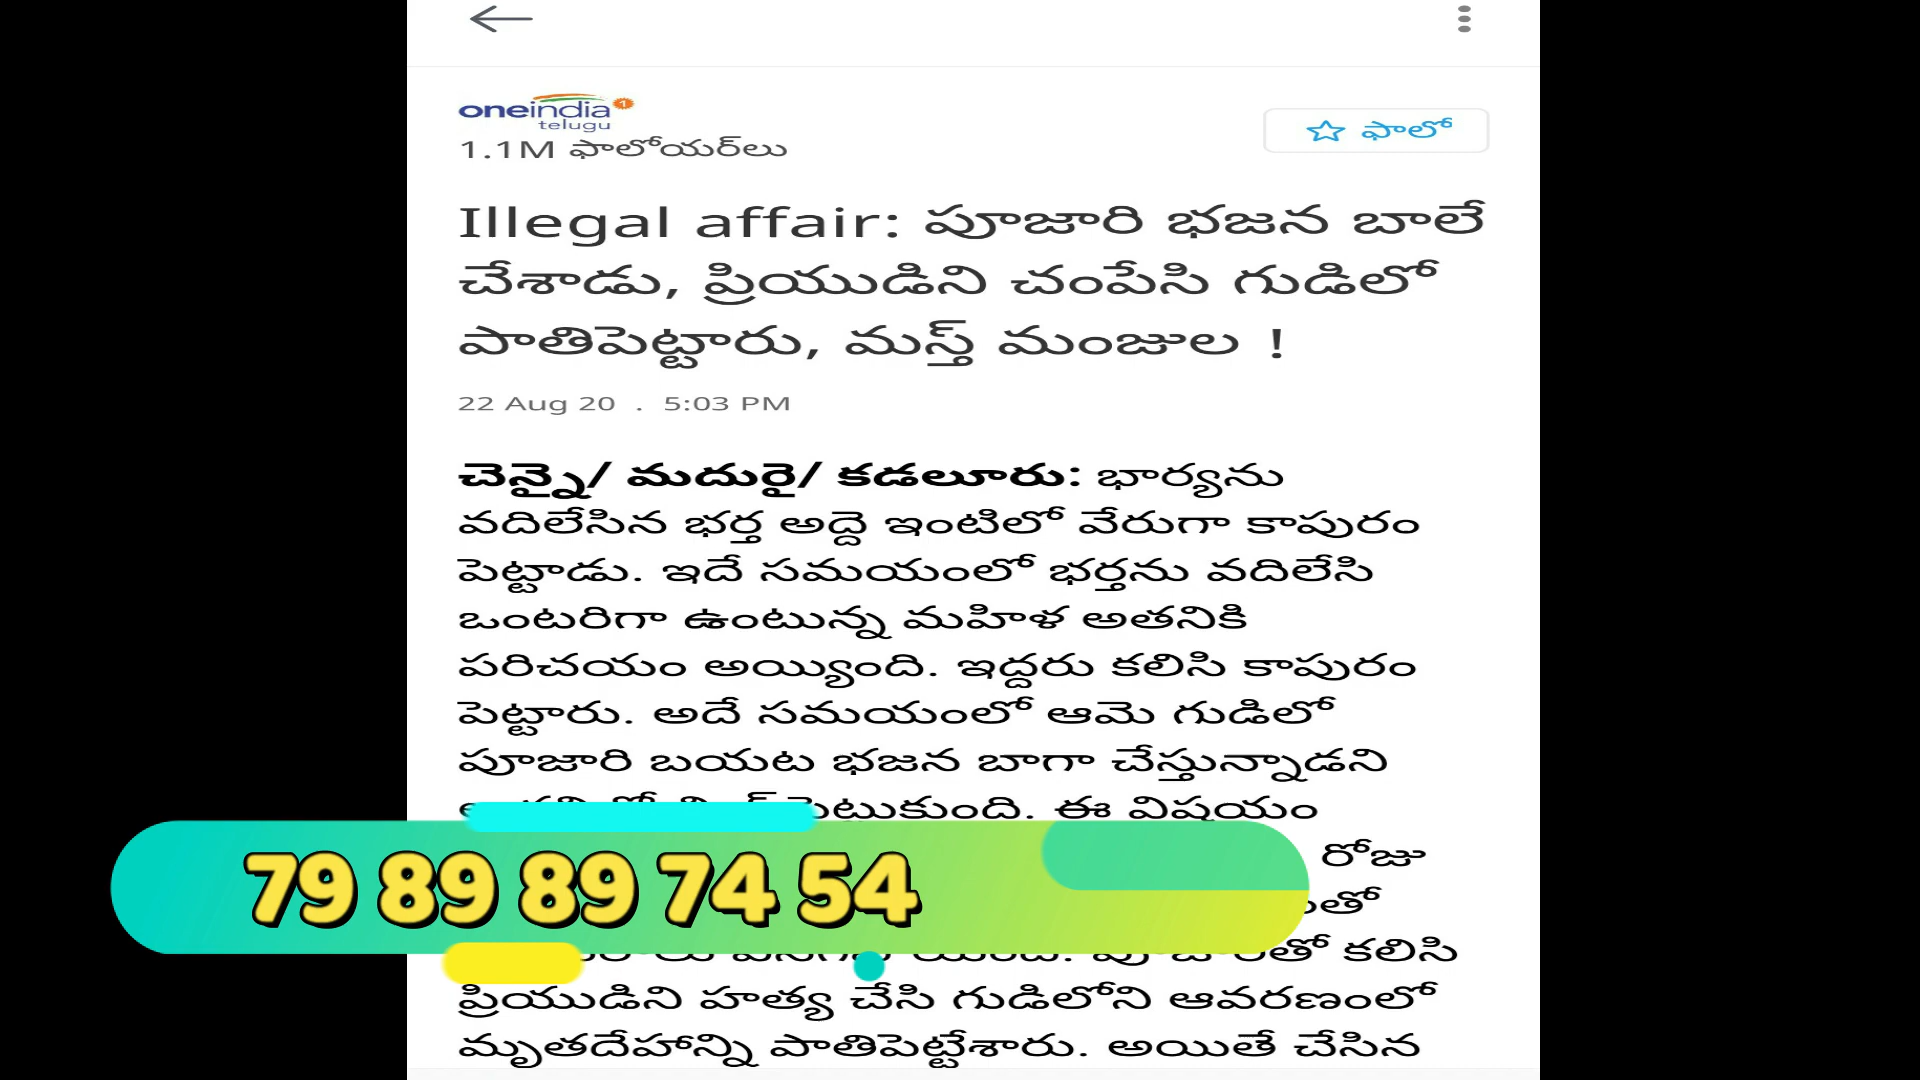 oneindia
telugu
1.1M ఫాలోయర్‌లు
ఫాలో
Illegal affair: పూజారి భజన బాలే
చేశాడు, ప్రియుడిని చంపేసి గుడిలో
పాతిపెట్టారు, మస్త్ మంజుల !
22 Aug 20 . 5:03 PM
చెన్నై/ మదురై/ కడలూరు: భార్యను
వదిలేసిన భర్త అద్దె ఇంటిలో వేరుగా కాపురం
పెట్టాడు. ఇదే సమయంలో భర్తను వదిలేసి
ఒంటరిగా ఉంటున్న మహిళ అతనికి
పరిచయం అయ్యింది. ఇద్దరు కలిసి కాపురం
పెట్టారు. అదే సమయంలో ఆమె గుడిలో
పూజారి బయట భజన బాగా చేస్తున్నాడని
ఈ విషయం
రోజు
79 89 89 74 54
కలిసి
ప్రియుడిని హత్య చేసి గుడిలోని ఆవరణంలో
మృతదేహాన్ని పాతిపెట్టేశారు. అయితే చేసిన